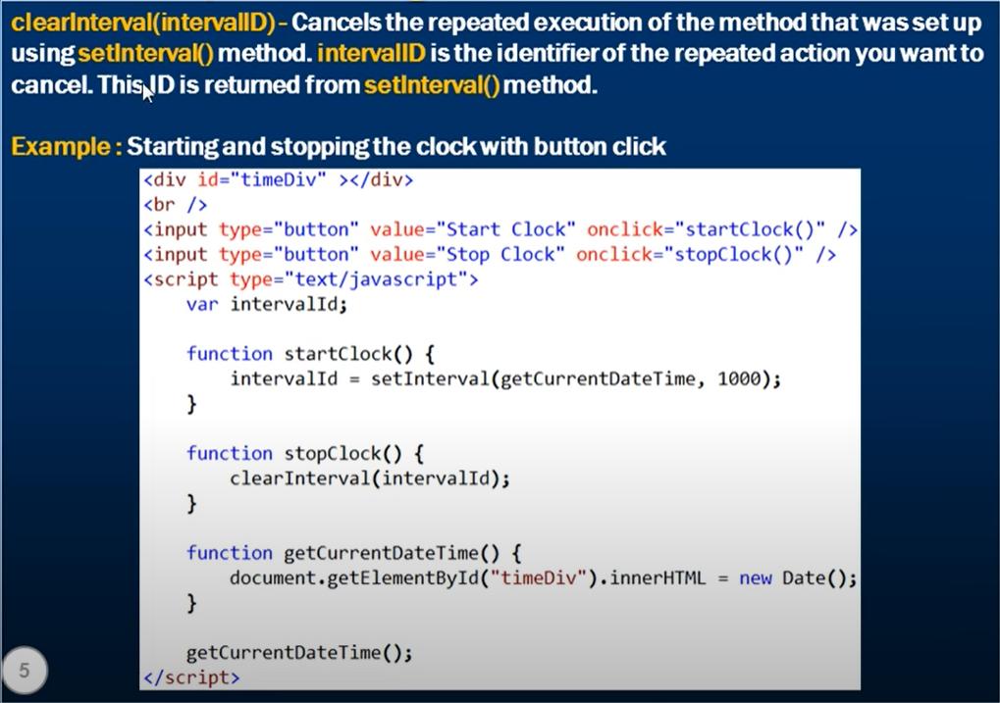 clearInterval(intervalID) - Cancels the repeated execution of the method that was set up
using setInterval() method. intervalID is the identifier of the repeated action you want to
cancel. This ID is returned from setInterval() method.
Example : Starting and stopping the clock with button click
<div id="timeDiv" ></div>
<br />
<input type="button" value="Start Clock" onclick="startClock()" />
<input type="button" value="Stop Clock" onclick="stopClock()" />
<script type="text/javascript">
    var intervalId;

    function startClock() {
        intervalId = setInterval(getCurrentDateTime, 1000);
    }

    function stopClock() {
        clearInterval(intervalId);
    }

    function getCurrentDateTime() {
        document.getElementById("timeDiv").innerHTML = new Date();
    }

    getCurrentDateTime();
</script>
5